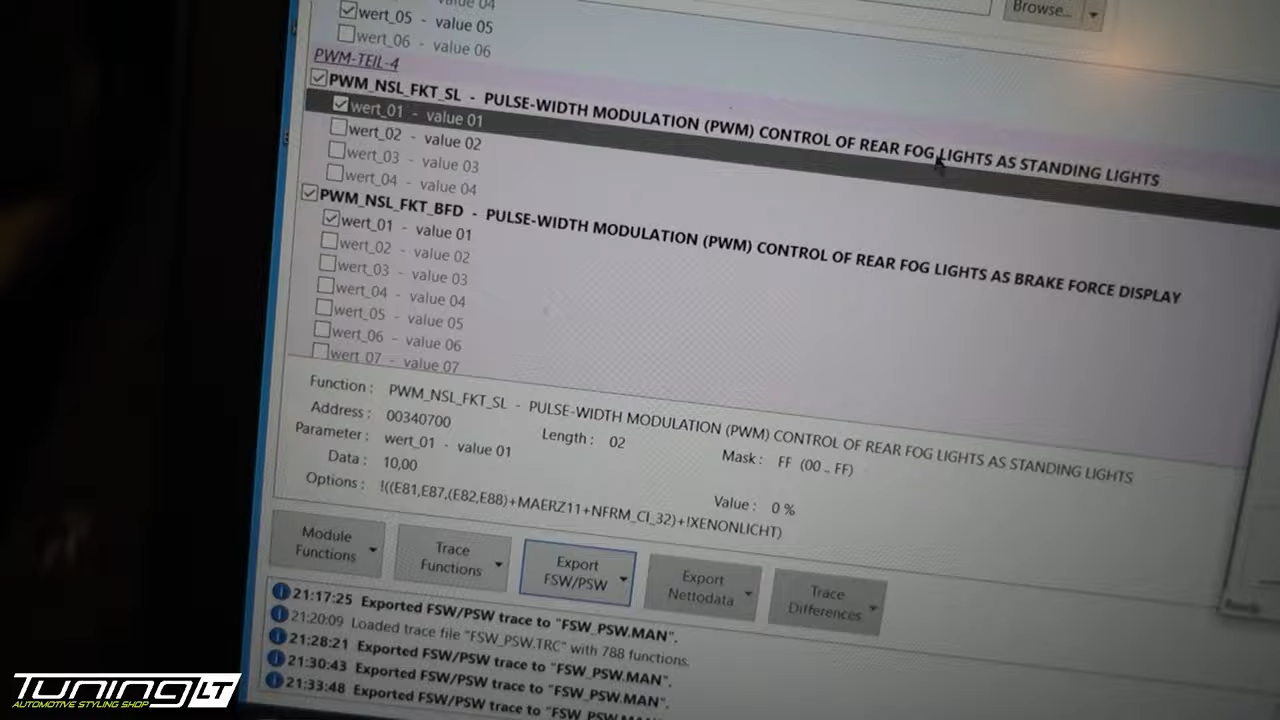 value 04
Browse...
wert_05 - value 05
wert_06 - value 06
PWM-TEIL-4
PWM_NSL_FKT_SL - PULSE-WIDTH MODULATION (PWM) CONTROL OF REAR FOG LIGHTS AS STANDING LIGHTS
wert_01 - value 01
wert_02 - value 02
wert_03 - value 03
wert_04 - value 04
PWM_NSL_FKT_BFD - PULSE-WIDTH MODULATION (PWM) CONTROL OF REAR FOG LIGHTS AS BRAKE FORCE DISPLAY
wert_01 - value 01
wert_02 - value 02
wert_03 - value 03
wert_04 - value 04
wert_05 - value 05
wert_06 - value 06
wert_07 - value 07
Function : PWM_NSL_FKT_SL - PULSE-WIDTH MODULATION (PWM) CONTROL OF REAR FOG LIGHTS AS STANDING LIGHTS
Address : 00340700 Length : 02 Mask : FF (00 .. FF)
Parameter : wert_01 - value 01
Data : 10,00 Value : 0 %
Options : !((E81,E87,(E82,E88)+MAERZ11+NFRM_CI_32)+!XENONLICHT)
Module Functions
Trace Functions
Export FSW/PSW
Export Nettodata
Trace Differences
21:17:25 Exported FSW/PSW trace to "FSW_PSW.MAN".
21:20:09 Loaded trace file "FSW_PSW.TRC" with 788 functions.
21:28:21 Exported FSW/PSW trace to "FSW_PSW.MAN".
21:30:43 Exported FSW/PSW trace to "FSW_PSW.MAN".
21:33:48 Exported FSW/PSW trace to "FSW_PSW.MAN".
TUNINGLT
AUTOMOTIVE STYLING SHOP